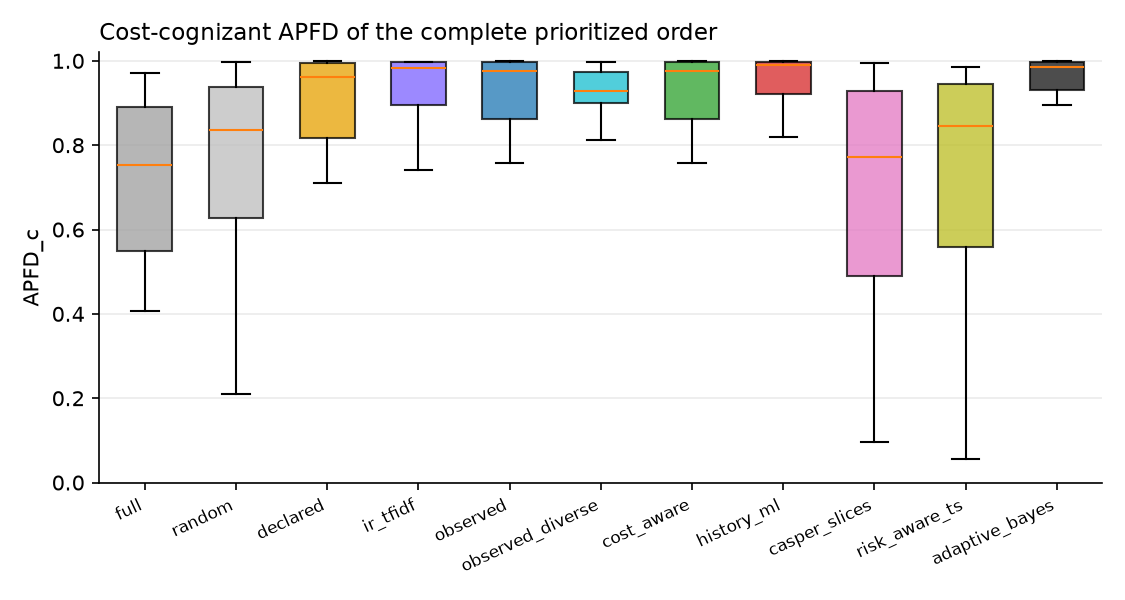 Cost-cognizant APFD of the complete prioritized order
APFD_c
1.0
0.8
0.6
0.4
0.2
0.0
full
random
declared
ir_tfidf
observed
observed_diverse
cost_aware
history_ml
casper_slices
risk_aware_ts
adaptive_bayes